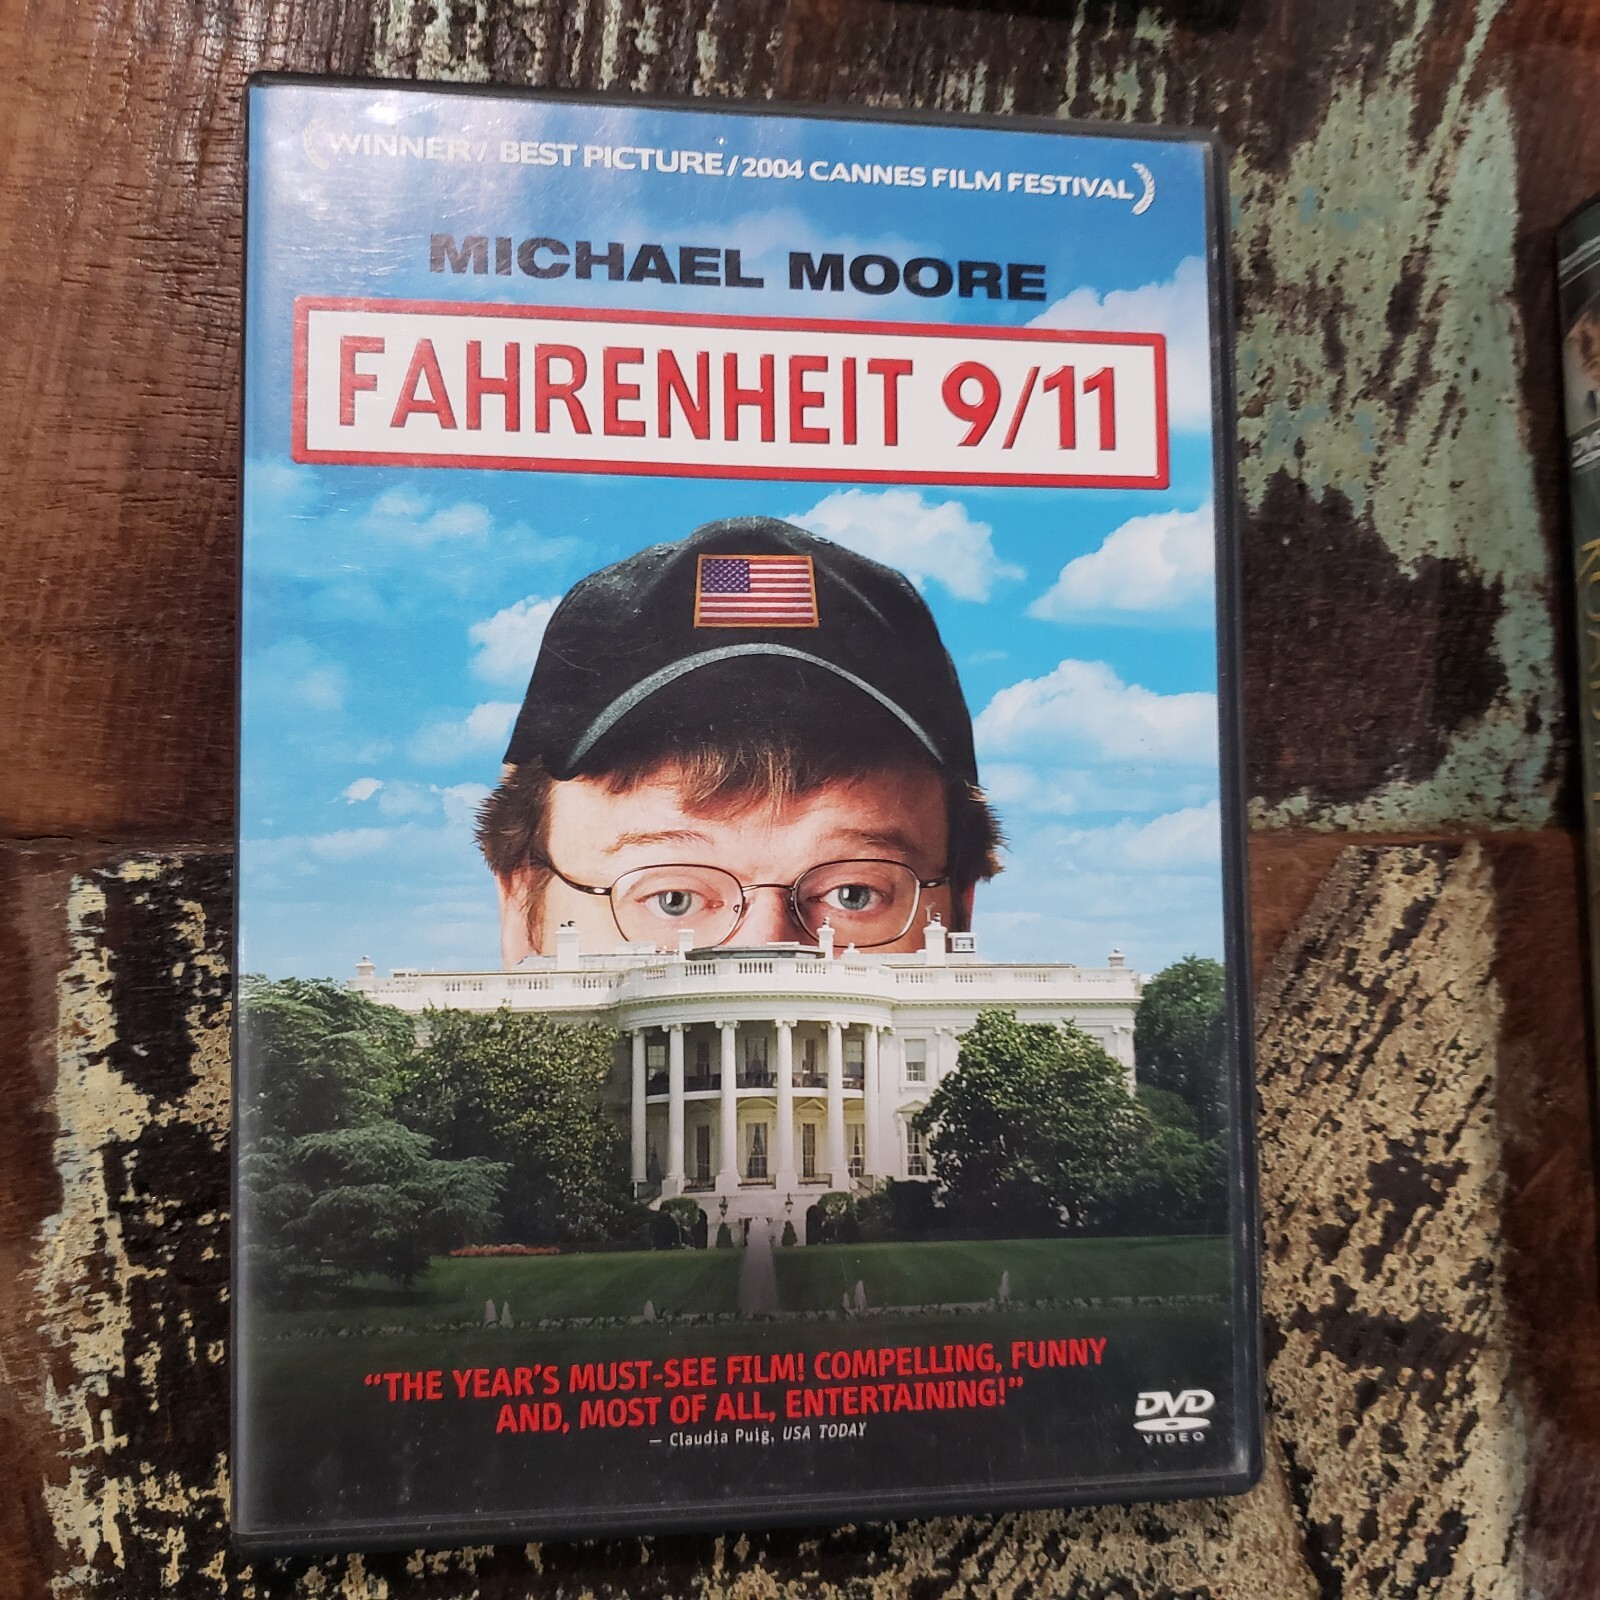 WINNER / BEST PICTURE / 2004 CANNES FILM FESTIVAL
MICHAEL MOORE
FAHRENHEIT 9/11
“THE YEAR’S MUST-SEE FILM! COMPELLING, FUNNY
AND, MOST OF ALL, ENTERTAINING!”
— Claudia Puig, USA TODAY
DVD
VIDEO